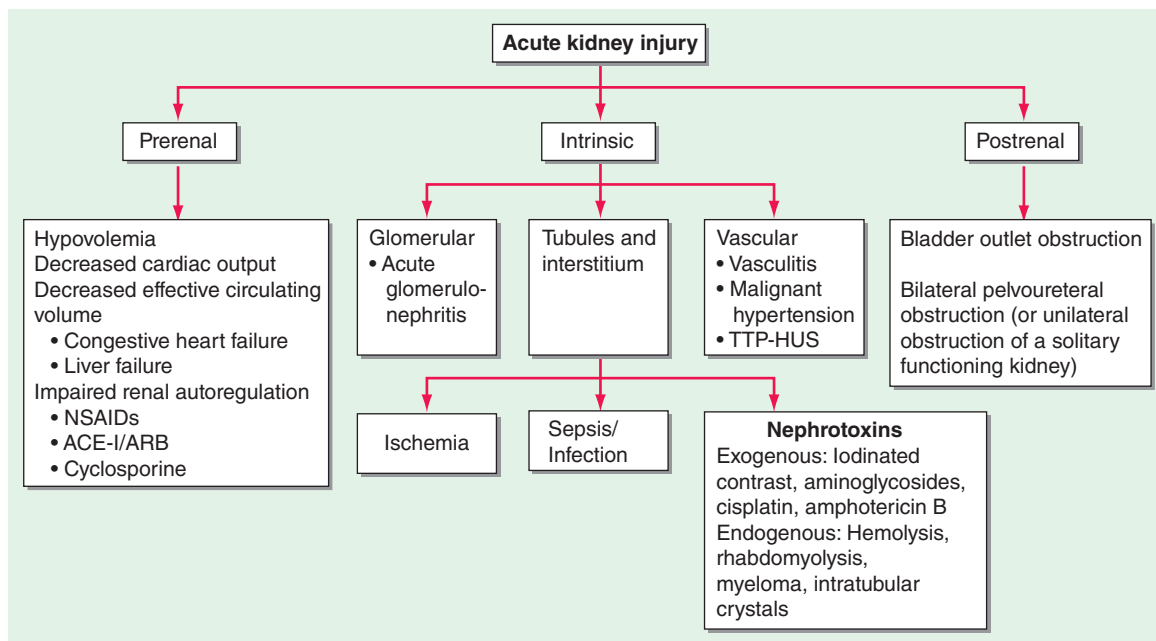 Acute kidney injury
Prerenal
Intrinsic
Postrenal
Hypovolemia
Decreased cardiac output
Decreased effective circulating
volume
• Congestive heart failure
• Liver failure
Impaired renal autoregulation
• NSAIDs
• ACE-I/ARB
• Cyclosporine
Glomerular
• Acute
glomerulo-
nephritis
Tubules and
interstitium
Vascular
• Vasculitis
• Malignant
hypertension
• TTP-HUS
Bladder outlet obstruction
Bilateral pelvoureteral
obstruction (or unilateral
obstruction of a solitary
functioning kidney)
Ischemia
Sepsis/
Infection
Nephrotoxins
Exogenous: Iodinated
contrast, aminoglycosides,
cisplatin, amphotericin B
Endogenous: Hemolysis,
rhabdomyolysis,
myeloma, intratubular
crystals